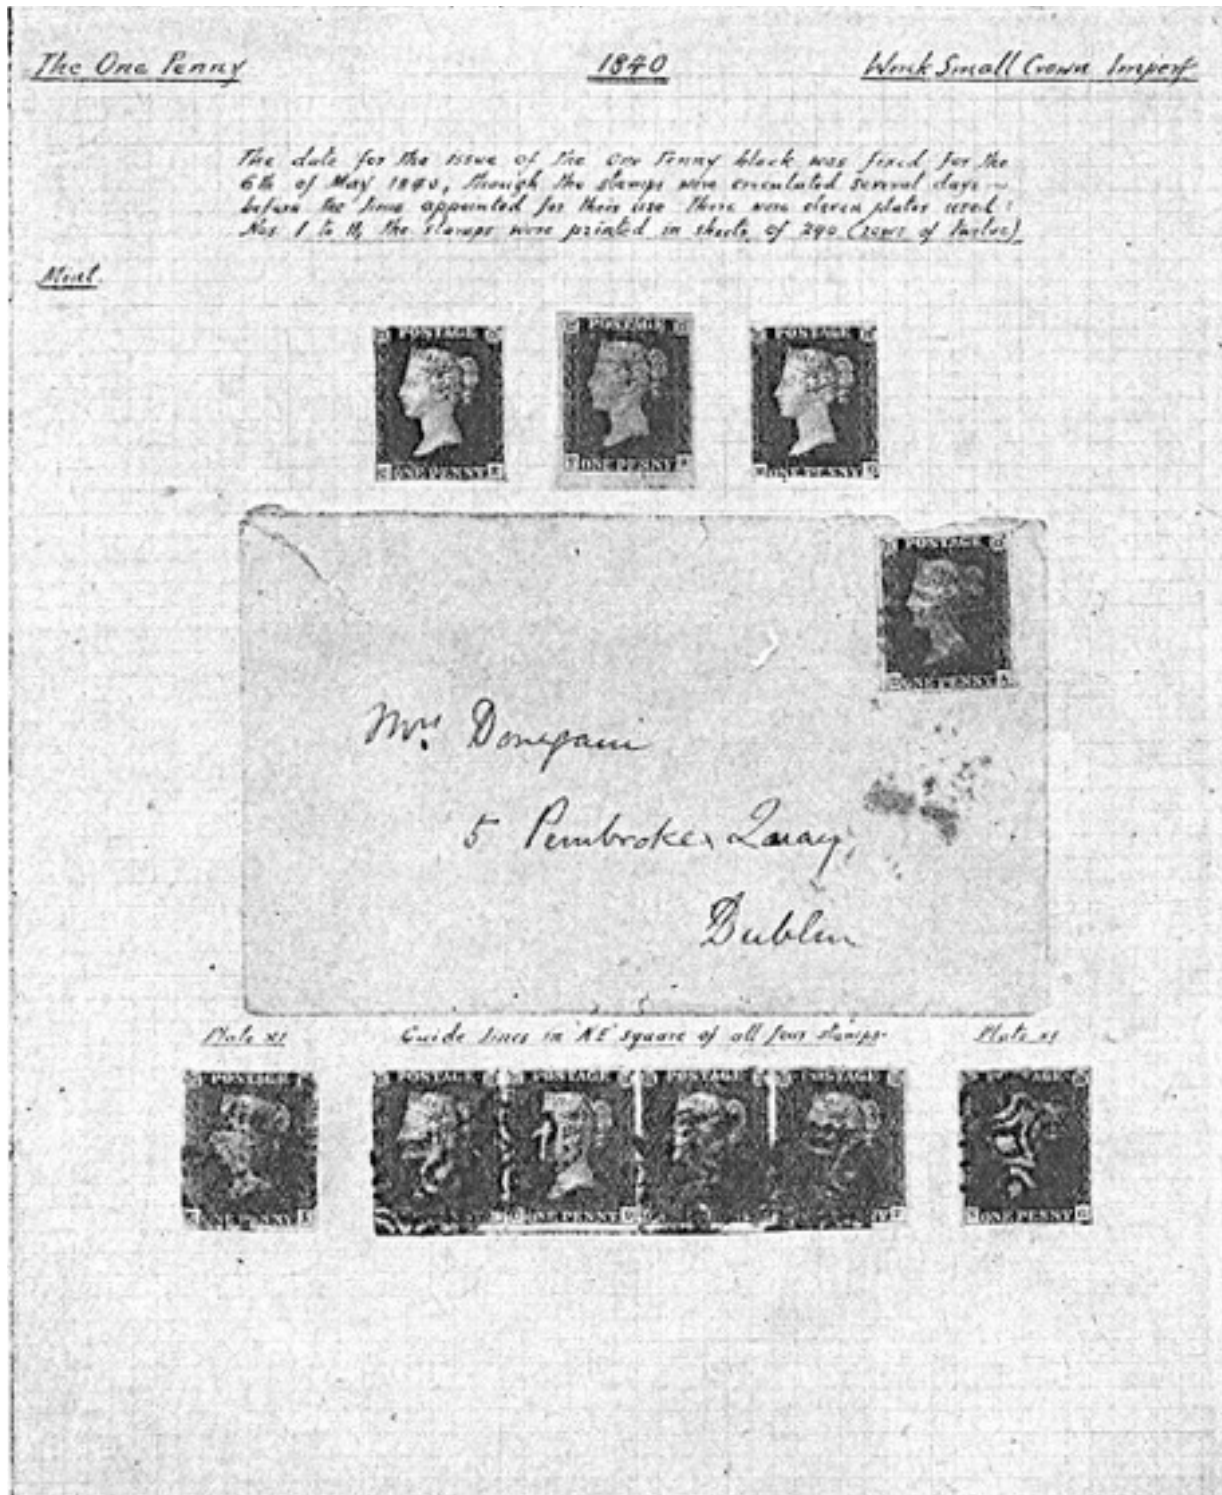 The One Penny
1840
Wmk Small Crown Imperf
The date for the issue of the One Penny black was fixed for the
6th of May 1840, though the stamps were circulated several days
before the time appointed for their use. There were eleven plates used:
Nos 1 to 11, the stamps were printed in sheets of 240 (rows of twelve)
Mint.
POSTAGE
ONE PENNY
POSTAGE
ONE PENNY
POSTAGE
ONE PENNY
POSTAGE
ONE PENNY
Mrs. Donegani
5 Pembroke Quay,
Dublin
Plate XI
Guide lines in NE square of all four stamps.
Plate XI
POSTAGE
ONE PENNY
POSTAGE
POSTAGE
ONE PENNY
POSTAGE
POSTAGE
ONE PENNY